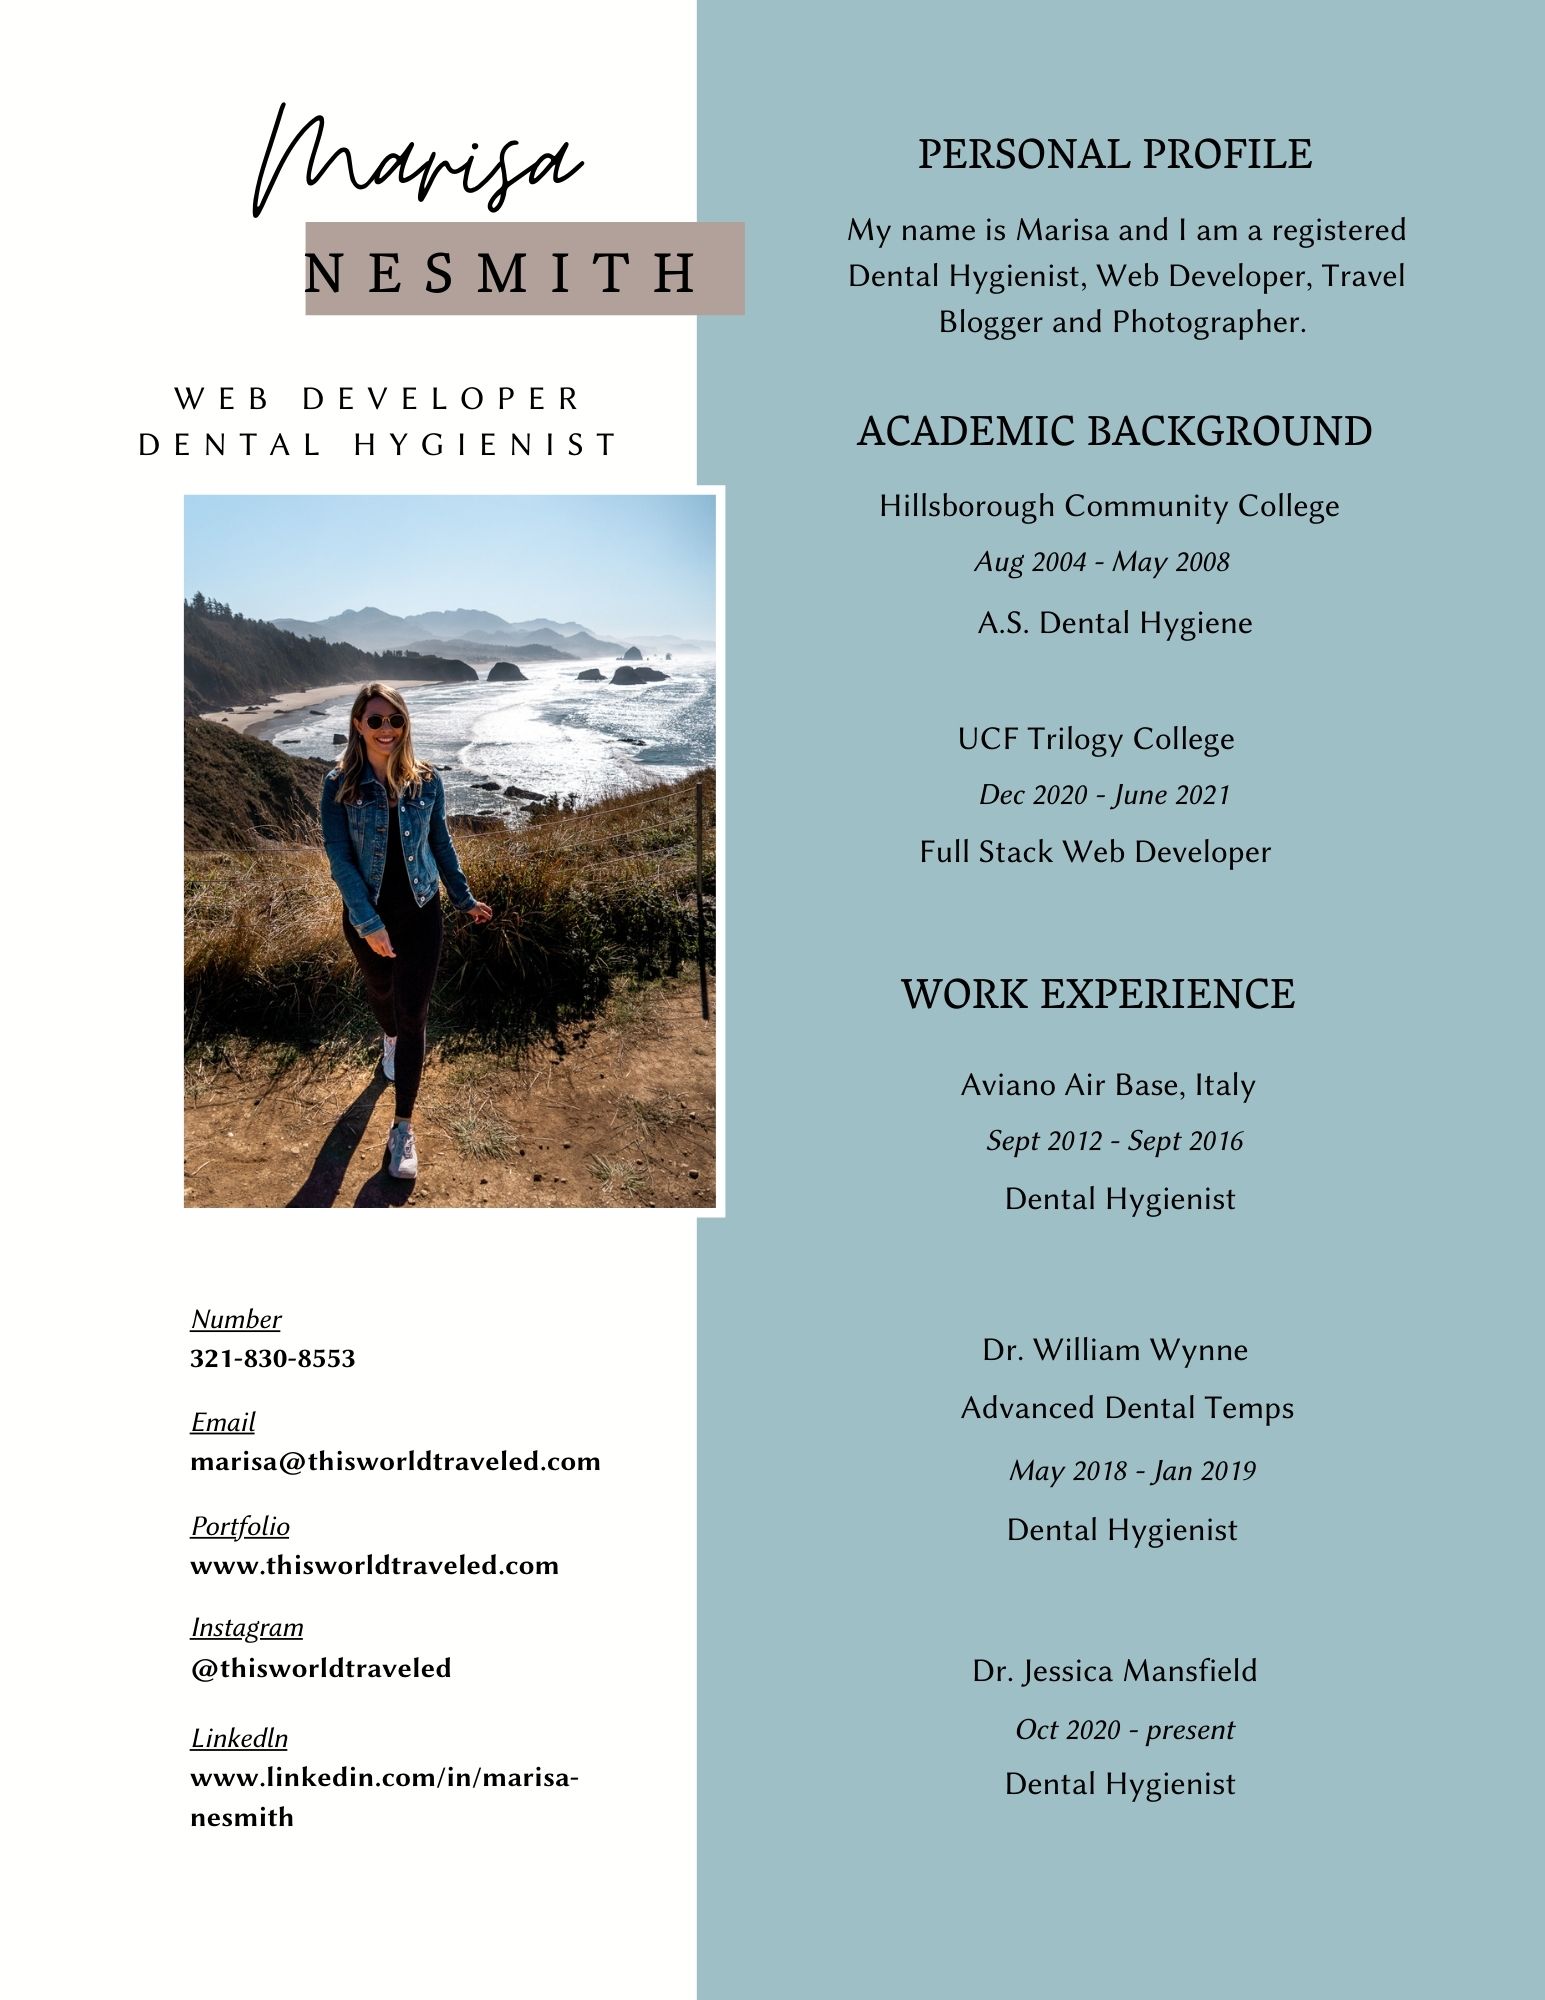 Marisa
NESMITH
WEB DEVELOPER
DENTAL HYGIENIST
Number
321-830-8553
Email
marisa@thisworldtraveled.com
Portfolio
www.thisworldtraveled.com
Instagram
@thisworldtraveled
LinkedIn
www.linkedin.com/in/marisa-
nesmith
PERSONAL PROFILE
My name is Marisa and I am a registered
Dental Hygienist, Web Developer, Travel
Blogger and Photographer.
ACADEMIC BACKGROUND
Hillsborough Community College
Aug 2004 - May 2008
A.S. Dental Hygiene
UCF Trilogy College
Dec 2020 - June 2021
Full Stack Web Developer
WORK EXPERIENCE
Aviano Air Base, Italy
Sept 2012 - Sept 2016
Dental Hygienist
Dr. William Wynne
Advanced Dental Temps
May 2018 - Jan 2019
Dental Hygienist
Dr. Jessica Mansfield
Oct 2020 - present
Dental Hygienist